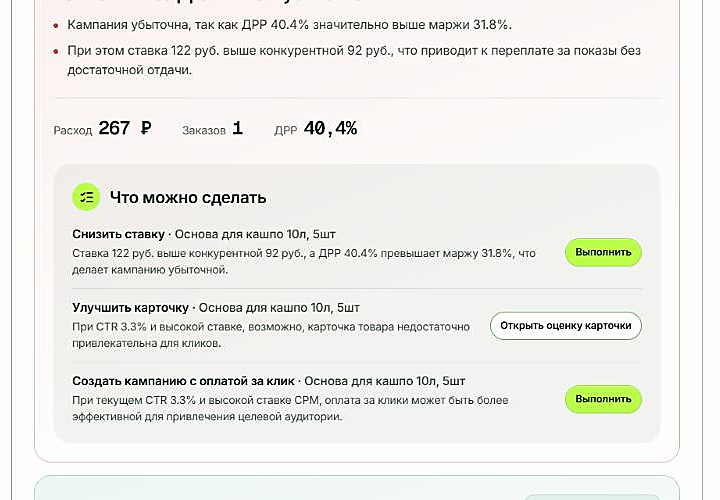 Кампания убыточна, так как ДРР 40.4% значительно выше маржи 31.8%.
При этом ставка 122 руб. выше конкурентной 92 руб., что приводит к переплате за показы без
достаточной отдачи.
Расход 267 ₽ Заказов 1 ДРР 40,4%
Что можно сделать
Снизить ставку · Основа для кашпо 10л, 5шт
Ставка 122 руб. выше конкурентной 92 руб., а ДРР 40.4% превышает маржу 31.8%, что
делает кампанию убыточной.
Выполнить
Улучшить карточку · Основа для кашпо 10л, 5шт
При CTR 3.3% и высокой ставке, возможно, карточка товара недостаточно
привлекательна для кликов.
Открыть оценку карточки
Создать кампанию с оплатой за клик · Основа для кашпо 10л, 5шт
При текущем CTR 3.3% и высокой ставке CPM, оплата за клики может быть более
эффективной для привлечения целевой аудитории.
Выполнить